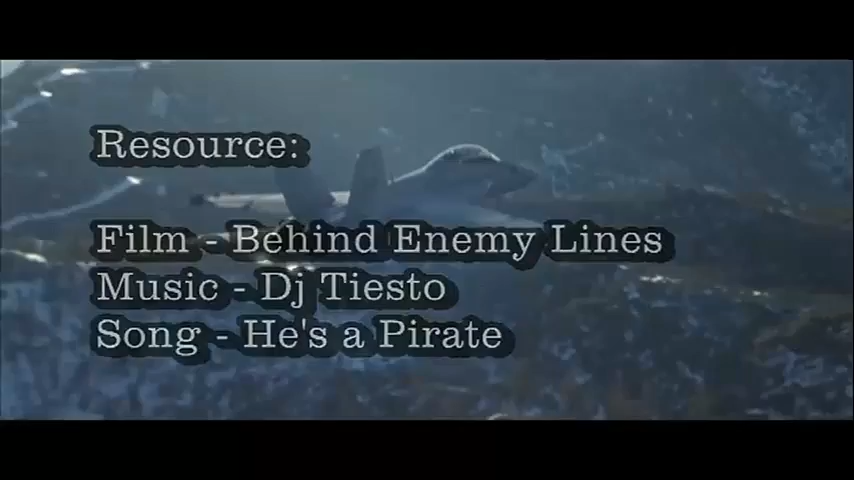 Resource:
Film - Behind Enemy Lines
Music - Dj Tiesto
Song - He's a Pirate